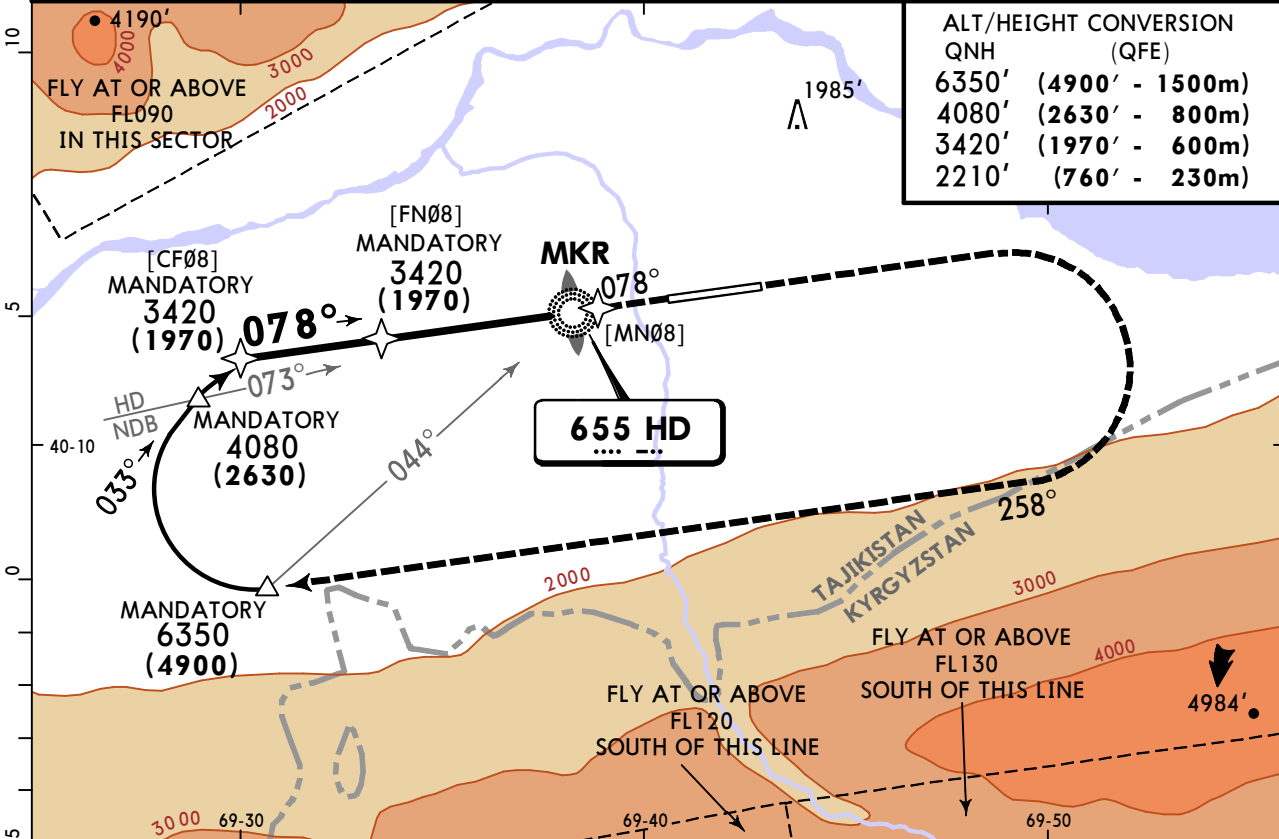 10
4190'
4000
3000
2000
FLY AT OR ABOVE
FL090
IN THIS SECTOR
1985'
ALT/HEIGHT CONVERSION
QNH (QFE)
6350' (4900' - 1500m)
4080' (2630' - 800m)
3420' (1970' - 600m)
2210' (760' - 230m)
[CFØ8]
MANDATORY
3420
(1970)
[FNØ8]
MANDATORY
3420
(1970)
MKR
078°
078°
[MNØ8]
5
073°
HD
NDB
MANDATORY
4080
(2630)
655 HD
40-10
044°
033°
258°
0
MANDATORY
6350
(4900)
2000
TAJIKISTAN
KYRGYZSTAN
3000
4000
FLY AT OR ABOVE
FL130
SOUTH OF THIS LINE
FLY AT OR ABOVE
FL120
SOUTH OF THIS LINE
4984'
5
3000
69-30
69-40
69-50